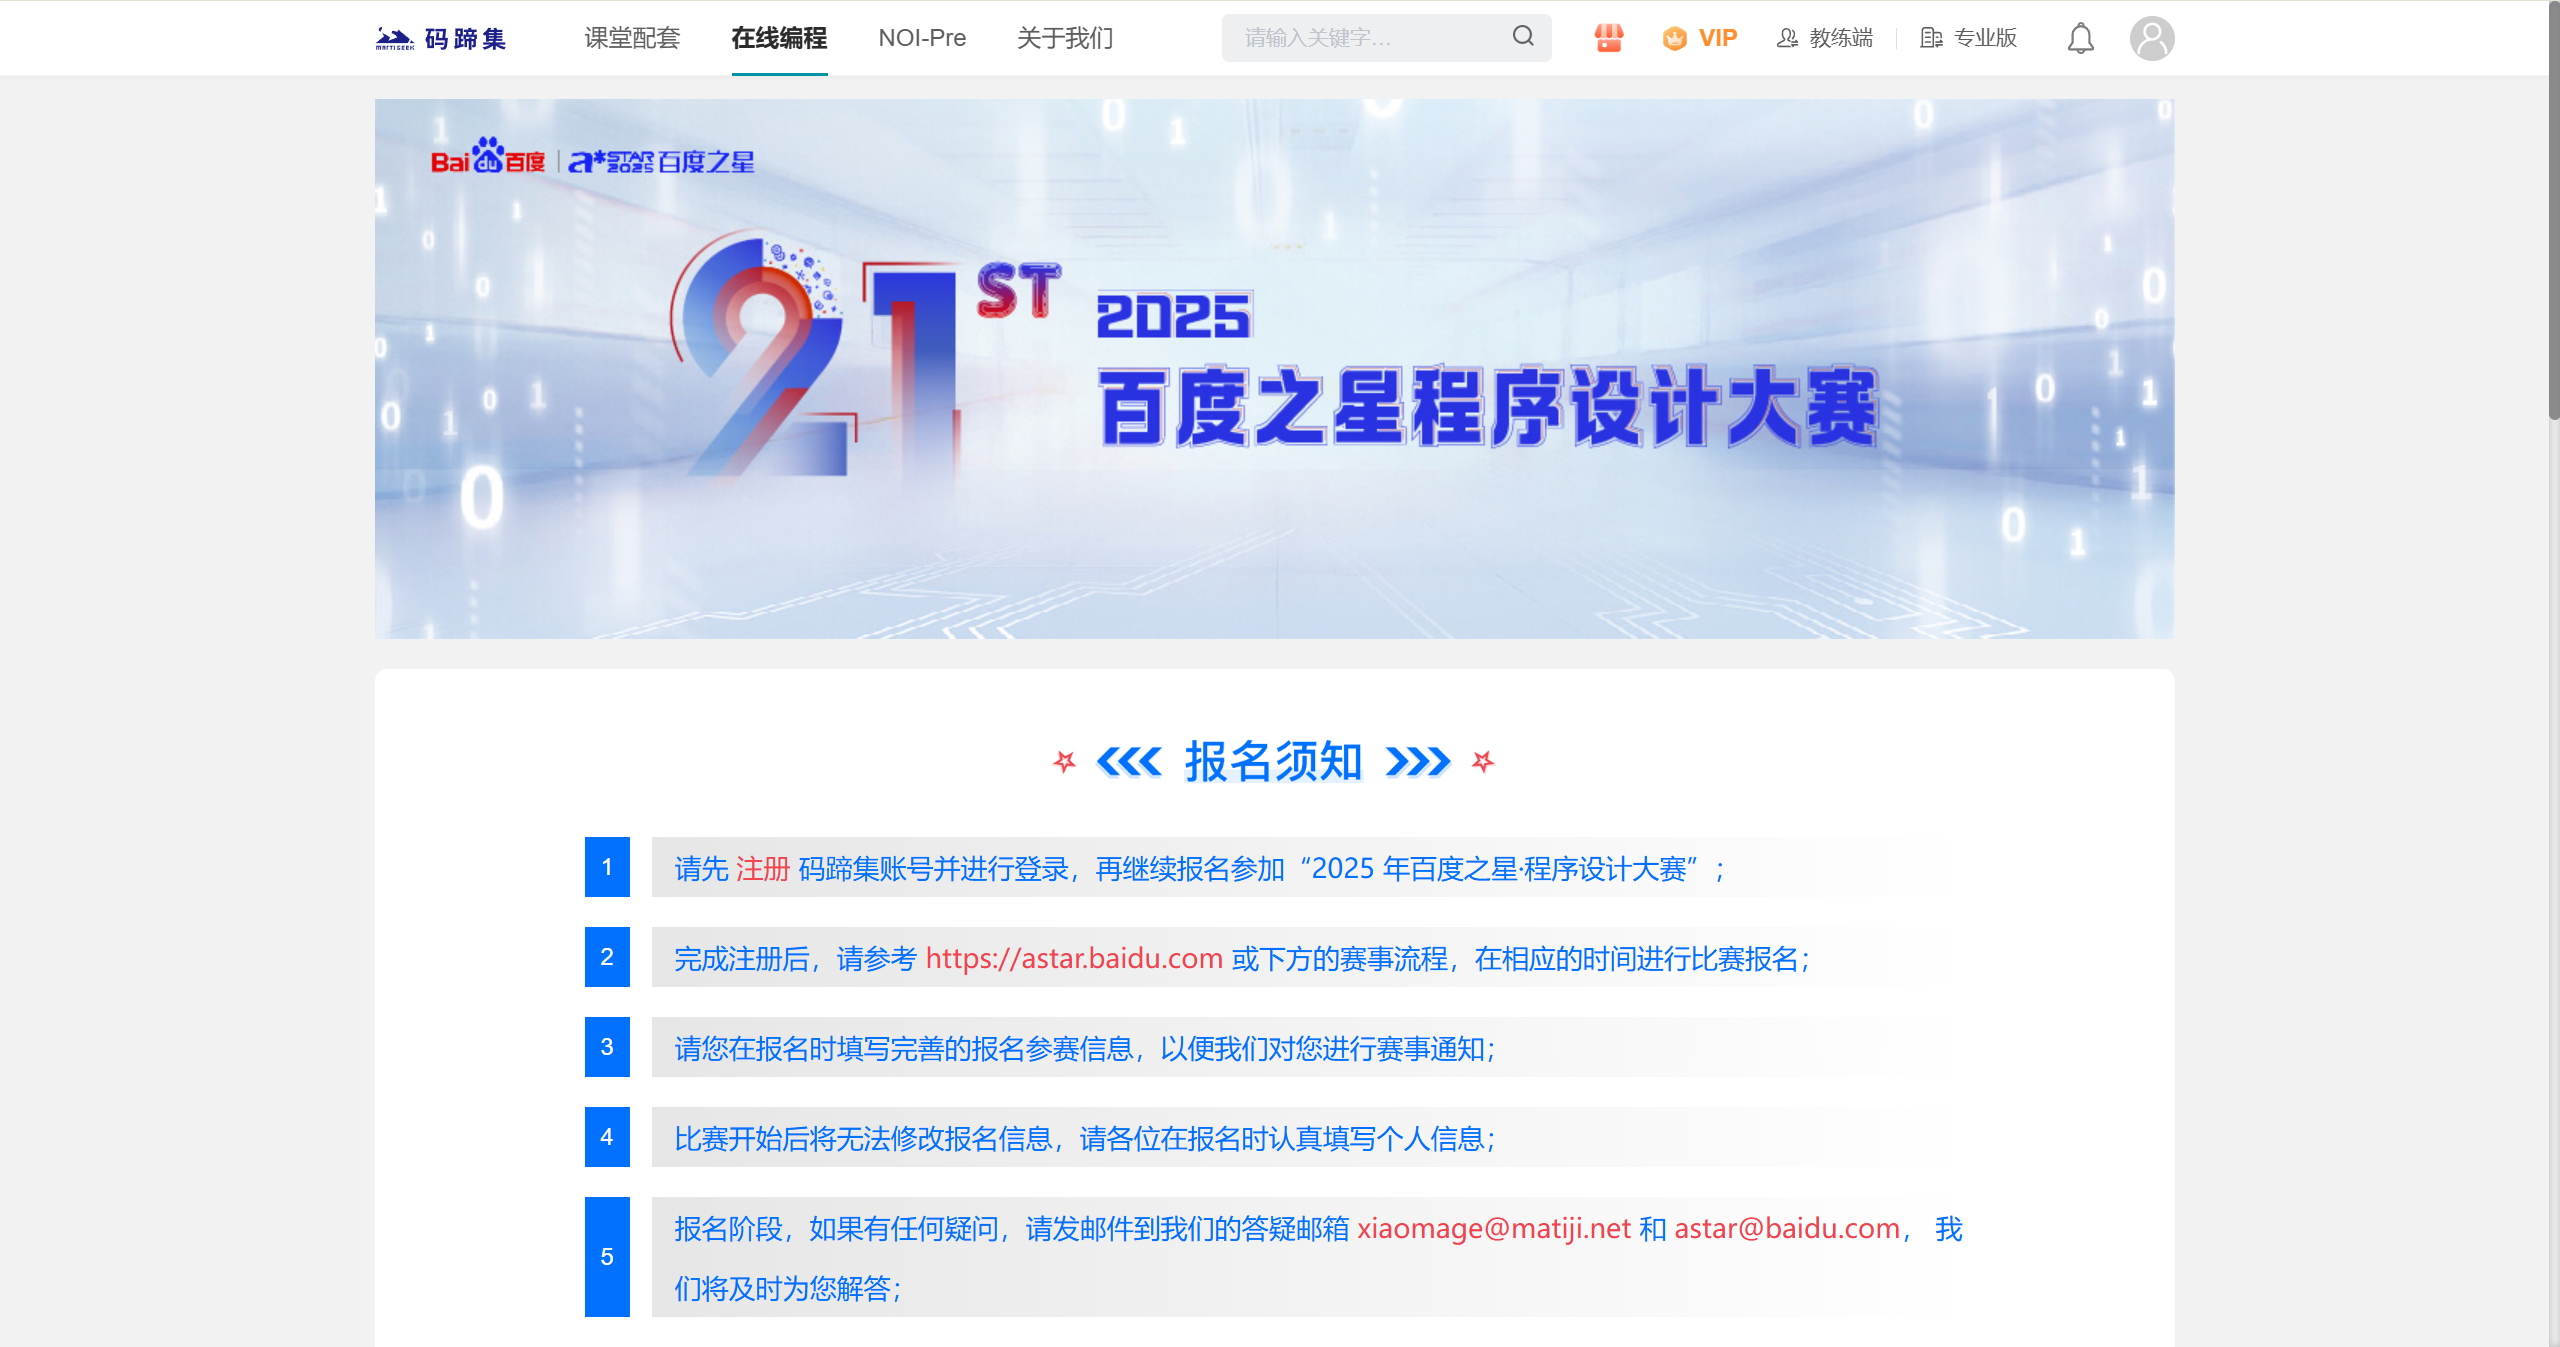 MATIJI GEEK 码蹄集 课堂配套 在线编程 NOI-Pre 关于我们 请输入关键字... VIP 教练端 专业版
Bai du 百度 a*STAR 2025 百度之星
21ST
2025
百度之星程序设计大赛
报名须知
1 请先 注册 码蹄集账号并进行登录，再继续报名参加“2025 年百度之星·程序设计大赛”；
2 完成注册后，请参考 https://astar.baidu.com 或下方的赛事流程，在相应的时间进行比赛报名；
3 请您在报名时填写完善的报名参赛信息，以便我们对您进行赛事通知；
4 比赛开始后将无法修改报名信息，请各位在报名时认真填写个人信息；
5 报名阶段，如果有任何疑问，请发邮件到我们的答疑邮箱 xiaomage@matiji.net 和 astar@baidu.com， 我
们将及时为您解答；